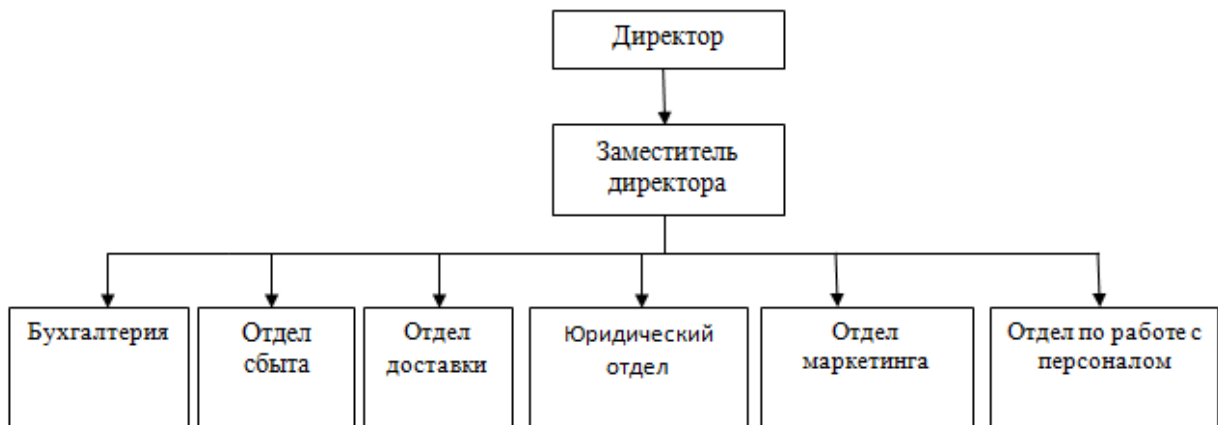 Директор
Заместитель
директора
Бухгалтерия
Отдел
сбыта
Отдел
доставки
Юридический
отдел
Отдел
маркетинга
Отдел по работе с
персоналом